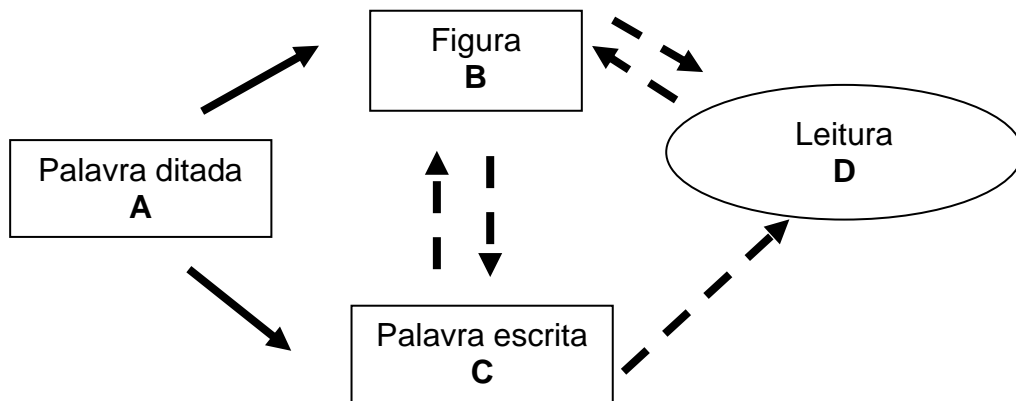 Figura
B
Palavra ditada
A
Leitura
D
Palavra escrita
C